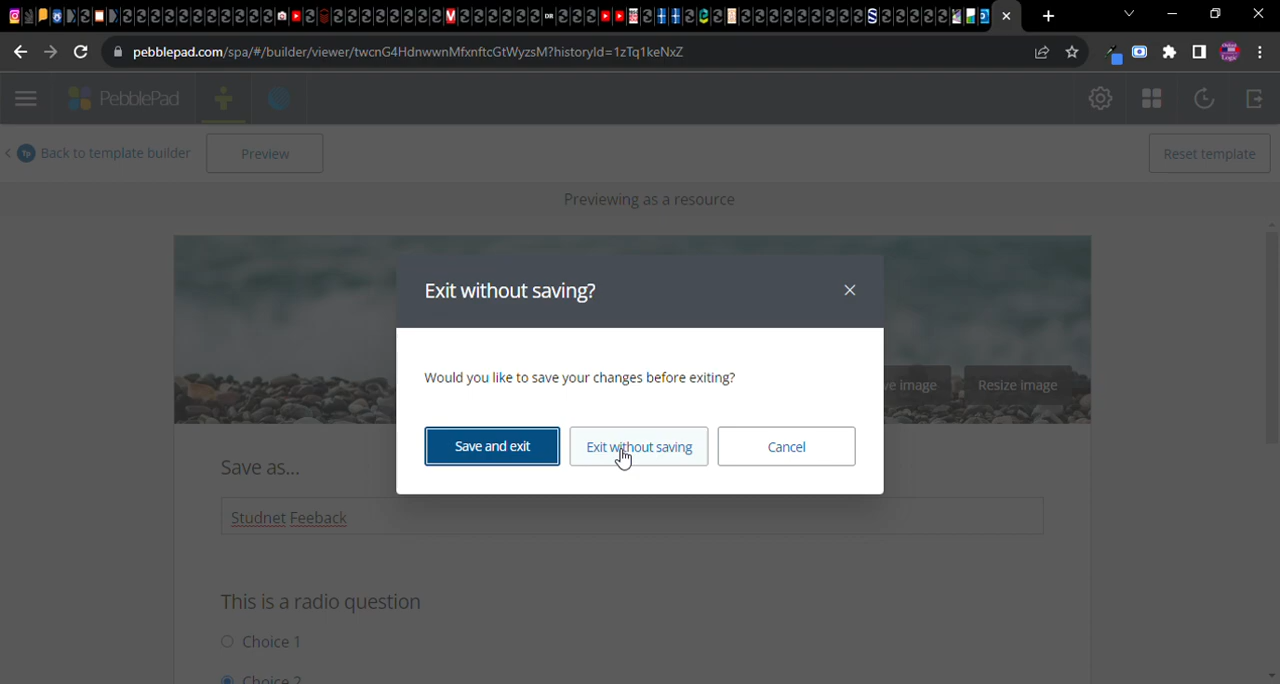 pebblepad.com/spa/#/builder/viewer/twcnG4HdnwwnMfxnftcGtWyzsM?historyId=1zTq1keNxZ
PebblePad
Back to template builder
Preview
Reset template
Previewing as a resource
Exit without saving?
Would you like to save your changes before exiting?
ve image
Resize image
Save and exit
Exit without saving
Cancel
Save as...
Studnet Feeback
This is a radio question
Choice 1
Choice 2